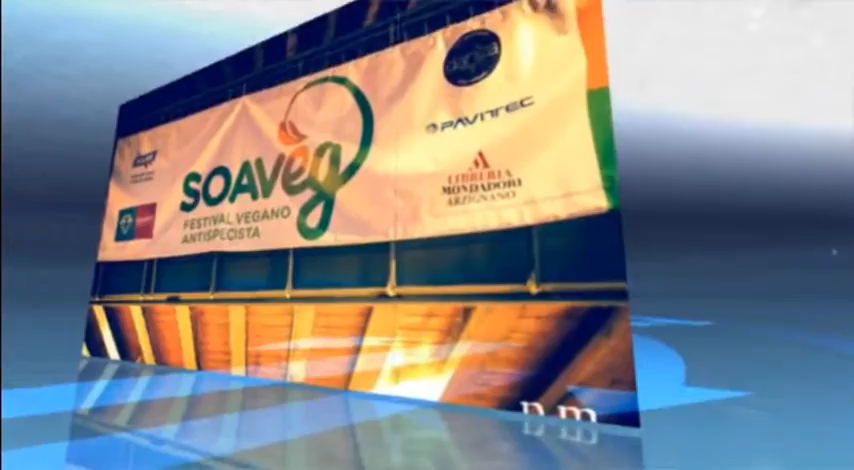 SOAVeg
FESTIVAL VEGANO
ANTISPECISTA
PAVITEC
LIBRERIA
MONDADORI
ARZIGNANO
n.m